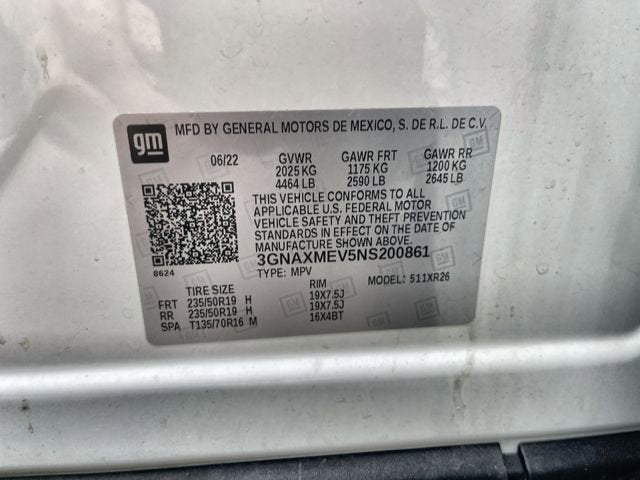 gm
MFD BY GENERAL MOTORS DE MEXICO, S. DE R.L. DE C.V.
06/22 GVWR GAWR FRT GAWR RR
2025 KG 1175 KG 1200 KG
4464 LB 2590 LB 2645 LB
THIS VEHICLE CONFORMS TO ALL
APPLICABLE U.S. FEDERAL MOTOR
VEHICLE SAFETY AND THEFT PREVENTION
STANDARDS IN EFFECT ON THE DATE OF
MANUFACTURE SHOWN ABOVE.
8624 3GNAXMEV5NS200861
TYPE: MPV MODEL: 511XR26
TIRE SIZE RIM
FRT 235/50R19 H 19X7.5J
RR 235/50R19 H 19X7.5J
SPA T135/70R16 M 16X4BT